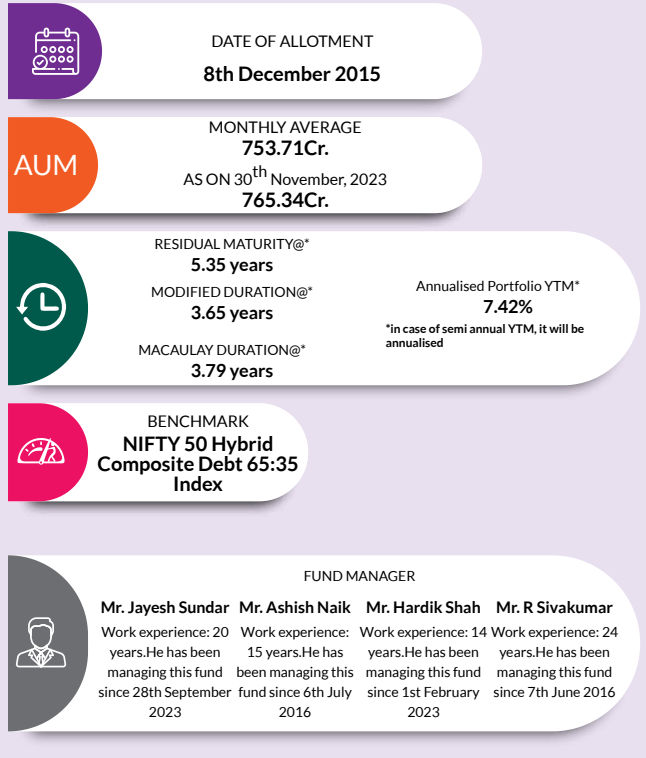 DATE OF ALLOTMENT
8th December 2015
AUM
MONTHLY AVERAGE
753.71Cr.
AS ON 30th November, 2023
765.34Cr.
RESIDUAL MATURITY@*
5.35 years
MODIFIED DURATION@*
3.65 years
MACAULAY DURATION@*
3.79 years
Annualised Portfolio YTM*
7.42%
*in case of semi annual YTM, it will be
annualised
BENCHMARK
NIFTY 50 Hybrid
Composite Debt 65:35
Index
FUND MANAGER
Mr. Jayesh Sundar
Work experience: 20
years.He has been
managing this fund
since 28th September
2023
Mr. Ashish Naik
Work experience:
15 years.He has
been managing this
fund since 6th July
2016
Mr. Hardik Shah
Work experience: 14
years.He has been
managing this fund
since 1st February
2023
Mr. R Sivakumar
Work experience: 24
years.He has been
managing this fund
since 7th June 2016